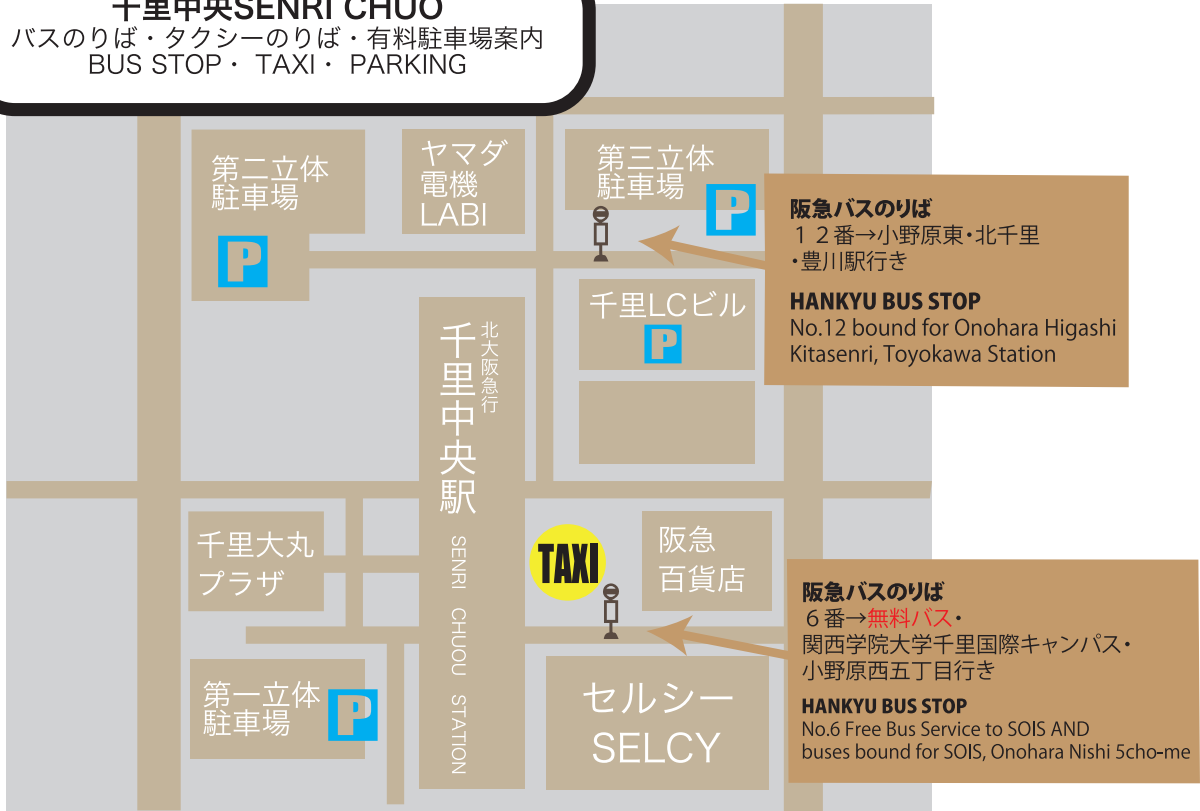 千里中央SENRI CHUO
バスのりば・タクシーのりば・有料駐車場案内
BUS STOP・ TAXI・ PARKING
第二立体
駐車場
P
ヤマダ
電機
LABI
第三立体
駐車場
P
阪急バスのりば
１２番→小野原東・北千里
・豊川駅行き
HANKYU BUS STOP
No.12 bound for Onohara Higashi
Kitasenri, Toyokawa Station
千里LCビル
P
北大阪急行
千里中央駅
SENRI CHUOU STATION
千里大丸
プラザ
TAXI
阪急
百貨店
阪急バスのりば
６番→無料バス・
関西学院大学千里国際キャンパス・
小野原西五丁目行き
HANKYU BUS STOP
No.6 Free Bus Service to SOIS AND
buses bound for SOIS, Onohara Nishi 5cho-me
第一立体
駐車場
P
セルシー
SELCY